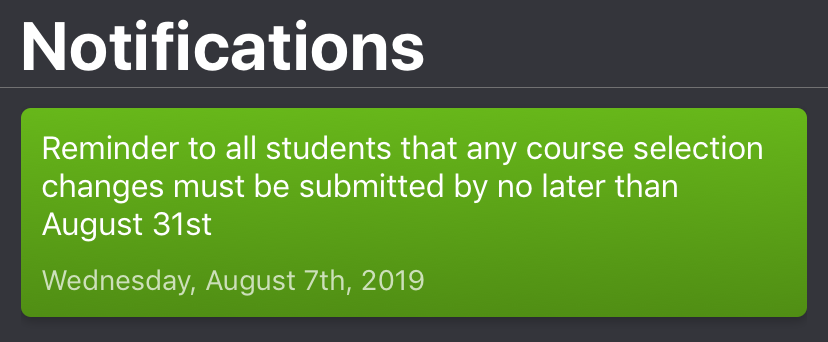 Notifications
Reminder to all students that any course selection
changes must be submitted by no later than
August 31st
Wednesday, August 7th, 2019